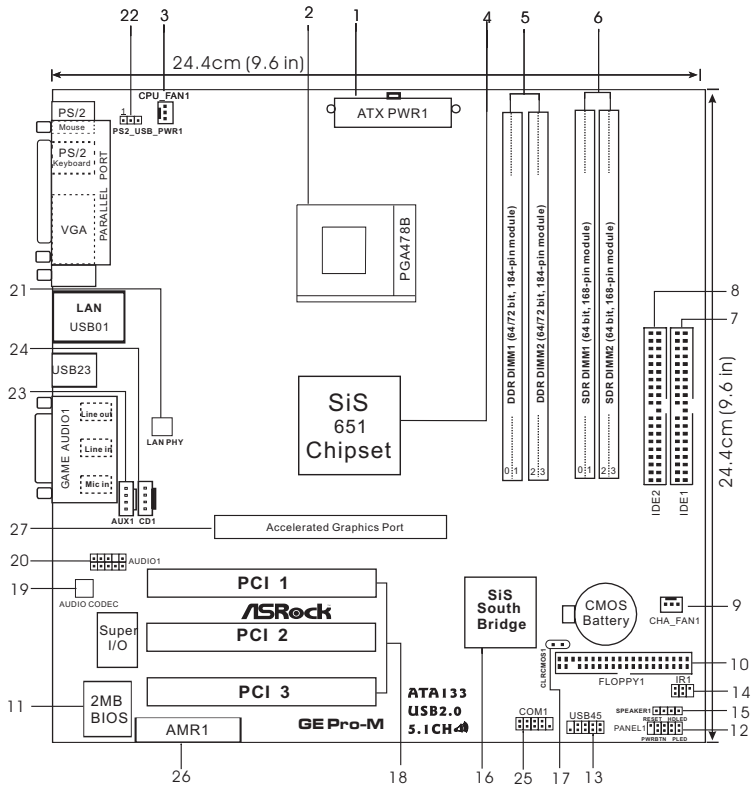 22 3 2 1 4 5 6
24.4cm (9.6 in)
CPU_FAN1
1
PS2_USB_PWR1
ATX PWR1
PS/2
Mouse
PS/2
Keyboard
VGA
PARALLEL PORT
PGA478B
DDR DIMM1 (64/72 bit, 184-pin module)
DDR DIMM2 (64/72 bit, 184-pin module)
SDR DIMM1 (64 bit, 168-pin module)
SDR DIMM2 (64 bit, 168-pin module)
0 1
2 3
0 1
2 3
8
7
24.4cm (9.6 in)
IDE2
IDE1
21
LAN
USB01
24
USB23
23
LAN PHY
SiS
651
Chipset
GAME AUDIO1
Line out
Line in
Mic in
AUX1 CD1
27
Accelerated Graphics Port
20
AUDIO1
19
AUDIO CODEC
PCI 1
ASRock
PCI 2
PCI 3
Super
I/O
SiS
South
Bridge
CMOS
Battery
CHA_FAN1
9
CLRCMOS1
FLOPPY1
10
IR1
14
11
2MB
BIOS
AMR1
GE Pro-M
ATA133
USB2.0
5.1CH
COM1
USB45
SPEAKER1
15
RESET HDLED
PANEL1
12
PWRBTN PLED
26 18 16 25 17 13